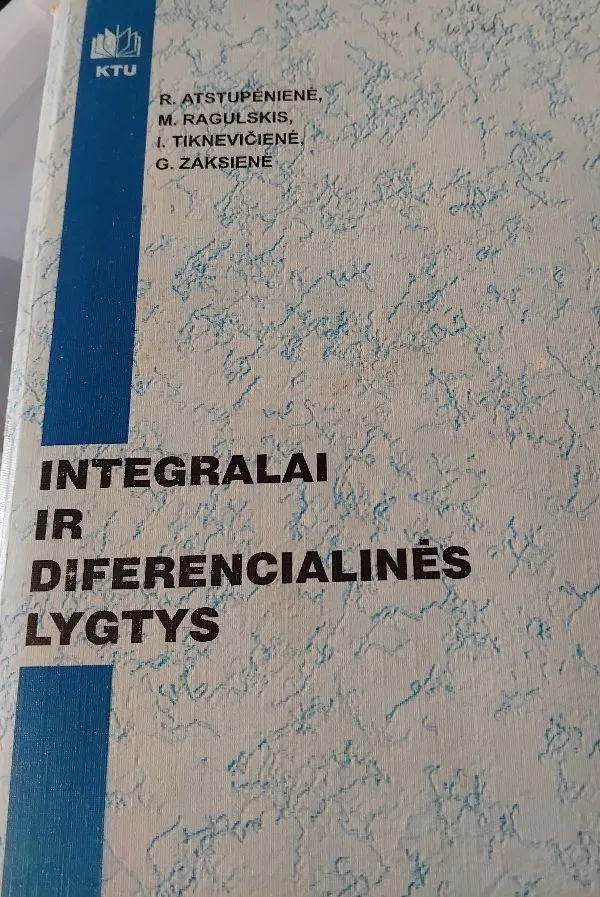 KTU
R. ATSTUPĖNIENĖ,
M. RAGULSKIS,
I. TIKNEVIČIENĖ,
G. ZAKSIENĖ
INTEGRALAI
IR
DIFERENCIALINĖS
LYGTYS